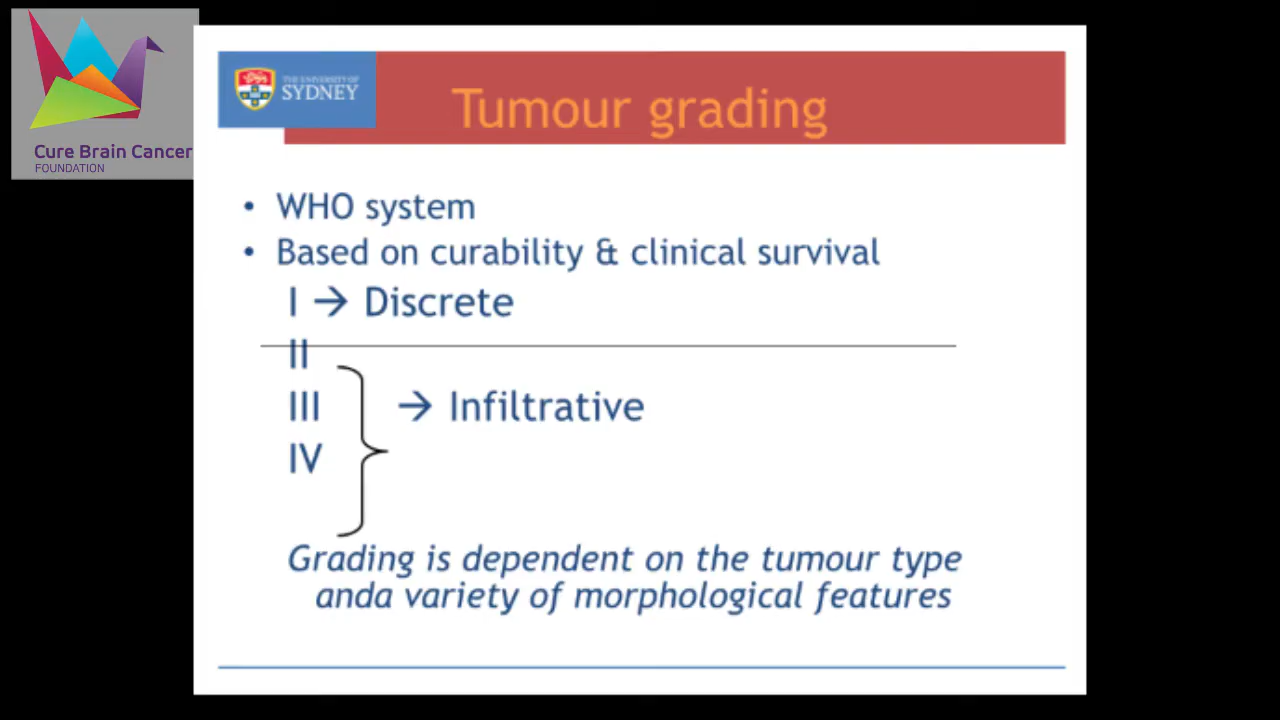 Cure Brain Cancer
FOUNDATION
THE UNIVERSITY OF
SYDNEY
Tumour grading
• WHO system
• Based on curability & clinical survival
I → Discrete
II
III → Infiltrative
IV
Grading is dependent on the tumour type
anda variety of morphological features